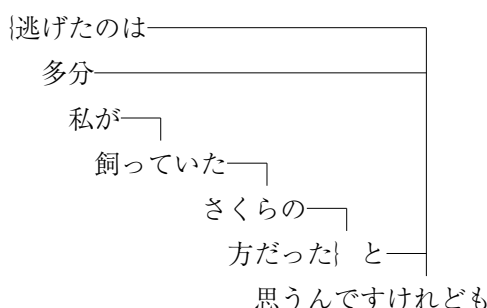 {逃げたのは
多分
私が
飼っていた
さくらの
方だった{ と
思うんですけれども